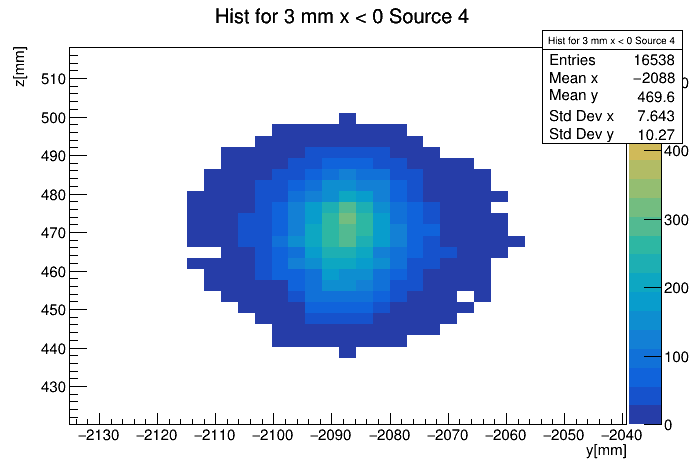 Hist for 3 mm x < 0 Source 4
Hist for 3 mm x < 0 Source 4
Entries 16538
Mean x −2088
Mean y 469.6
Std Dev x 7.643
Std Dev y 10.27
z[mm]
510
500
490
480
470
460
450
440
430
−2130 −2120 −2110 −2100 −2090 −2080 −2070 −2060 −2050 −2040
y[mm]
0
400
300
200
100
0